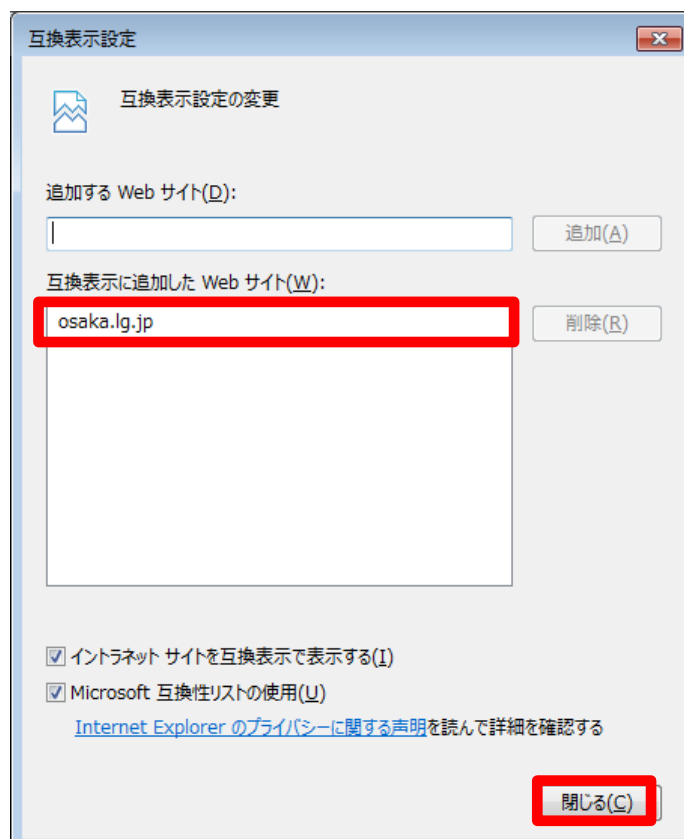 互換表示設定
互換表示設定の変更
追加する Web サイト(D):
追加(A)
互換表示に追加した Web サイト(W):
osaka.lg.jp
削除(R)
イントラネット サイトを互換表示で表示する(I)
Microsoft 互換性リストの使用(U)
Internet Explorer のプライバシーに関する声明を読んで詳細を確認する
閉じる(C)